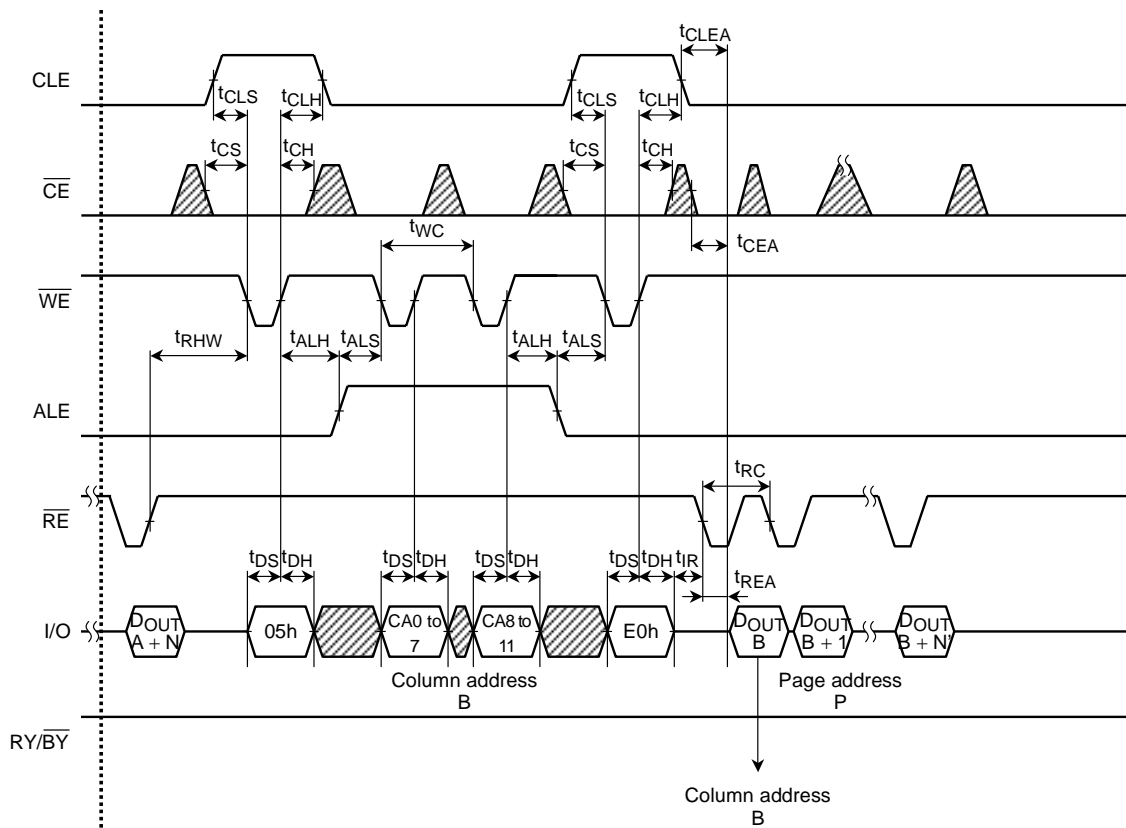 tCLEA
CLE
tCLS
tCLH
tCLS
tCLH
tCS
tCH
tCS
tCH
CE
tWC
tCEA
WE
tRHW
tALH
tALS
tALH
tALS
ALE
tRC
RE
tDS
tDH
tDS
tDH
tDS
tDH
tDS
tDH
tIR
tREA
I/O
DOUT
A + N
05h
CA0 to
7
CA8 to
11
E0h
DOUT
B
DOUT
B + 1
DOUT
B + N'
Column address
B
Page address
P
RY/BY
Column address
B